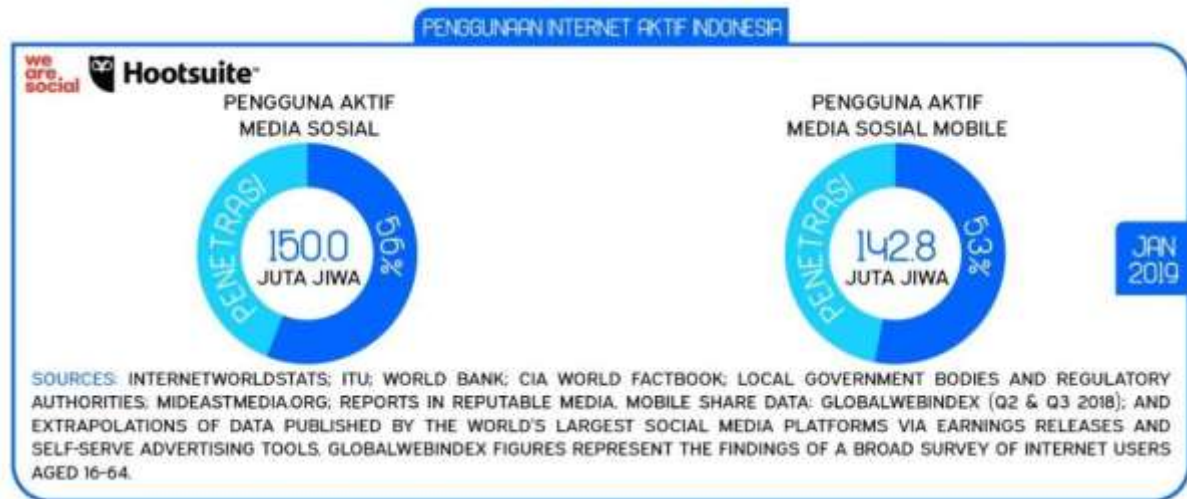 PENGGUNAAN INTERNET AKTIF INDONESIA
we
are.
social
Hootsuite™
PENGGUNA AKTIF
MEDIA SOSIAL
PENETRASI
56%
150.0
JUTA JIWA
PENGGUNA AKTIF
MEDIA SOSIAL MOBILE
PENETRASI
53%
142.8
JUTA JIWA
JAN
2019
SOURCES: INTERNETWORLDSTATS; ITU; WORLD BANK; CIA WORLD FACTBOOK; LOCAL GOVERNMENT BODIES AND REGULATORY
AUTHORITIES; MIDEASTMEDIA.ORG; REPORTS IN REPUTABLE MEDIA. MOBILE SHARE DATA: GLOBALWEBINDEX (Q2 & Q3 2018); AND
EXTRAPOLATIONS OF DATA PUBLISHED BY THE WORLD'S LARGEST SOCIAL MEDIA PLATFORMS VIA EARNINGS RELEASES AND
SELF-SERVE ADVERTISING TOOLS. GLOBALWEBINDEX FIGURES REPRESENT THE FINDINGS OF A BROAD SURVEY OF INTERNET USERS
AGED 16-64.